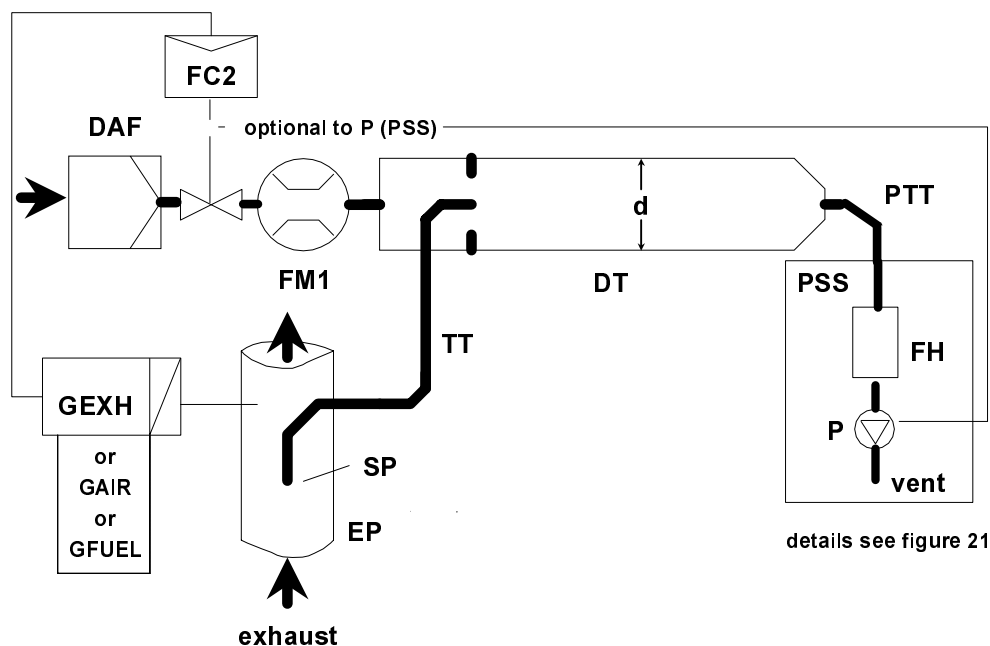 FC2
DAF
optional to P (PSS)
d
PTT
FM1
DT
PSS
TT
FH
GEXH
P
or
GAIR
or
GFUEL
SP
vent
EP
details see figure 21
exhaust